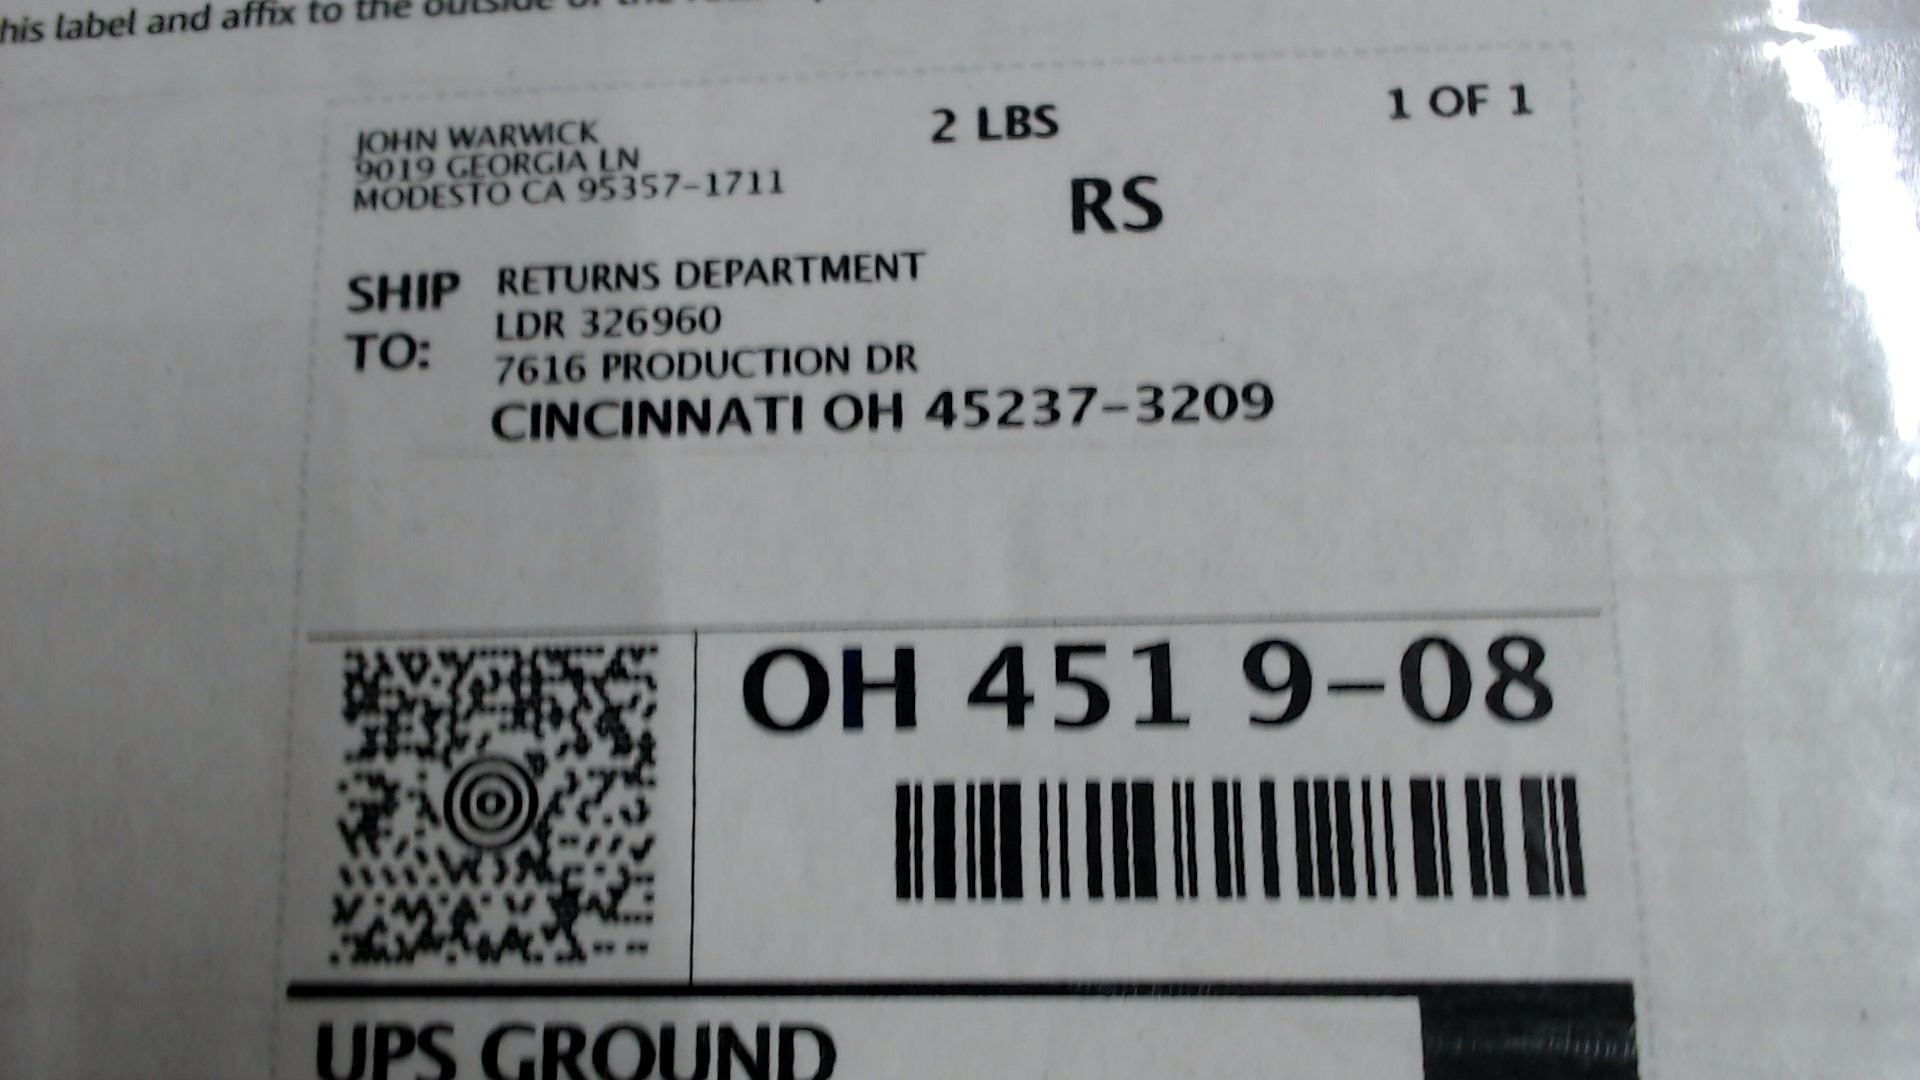 his label and affix to the outside of the
JOHN WARWICK
9019 GEORGIA LN
MODESTO CA 95357-1711
2 LBS
1 OF 1
RS
SHIP TO:
RETURNS DEPARTMENT
LDR 326960
7616 PRODUCTION DR
CINCINNATI OH 45237-3209
OH 451 9-08
UPS GROUND